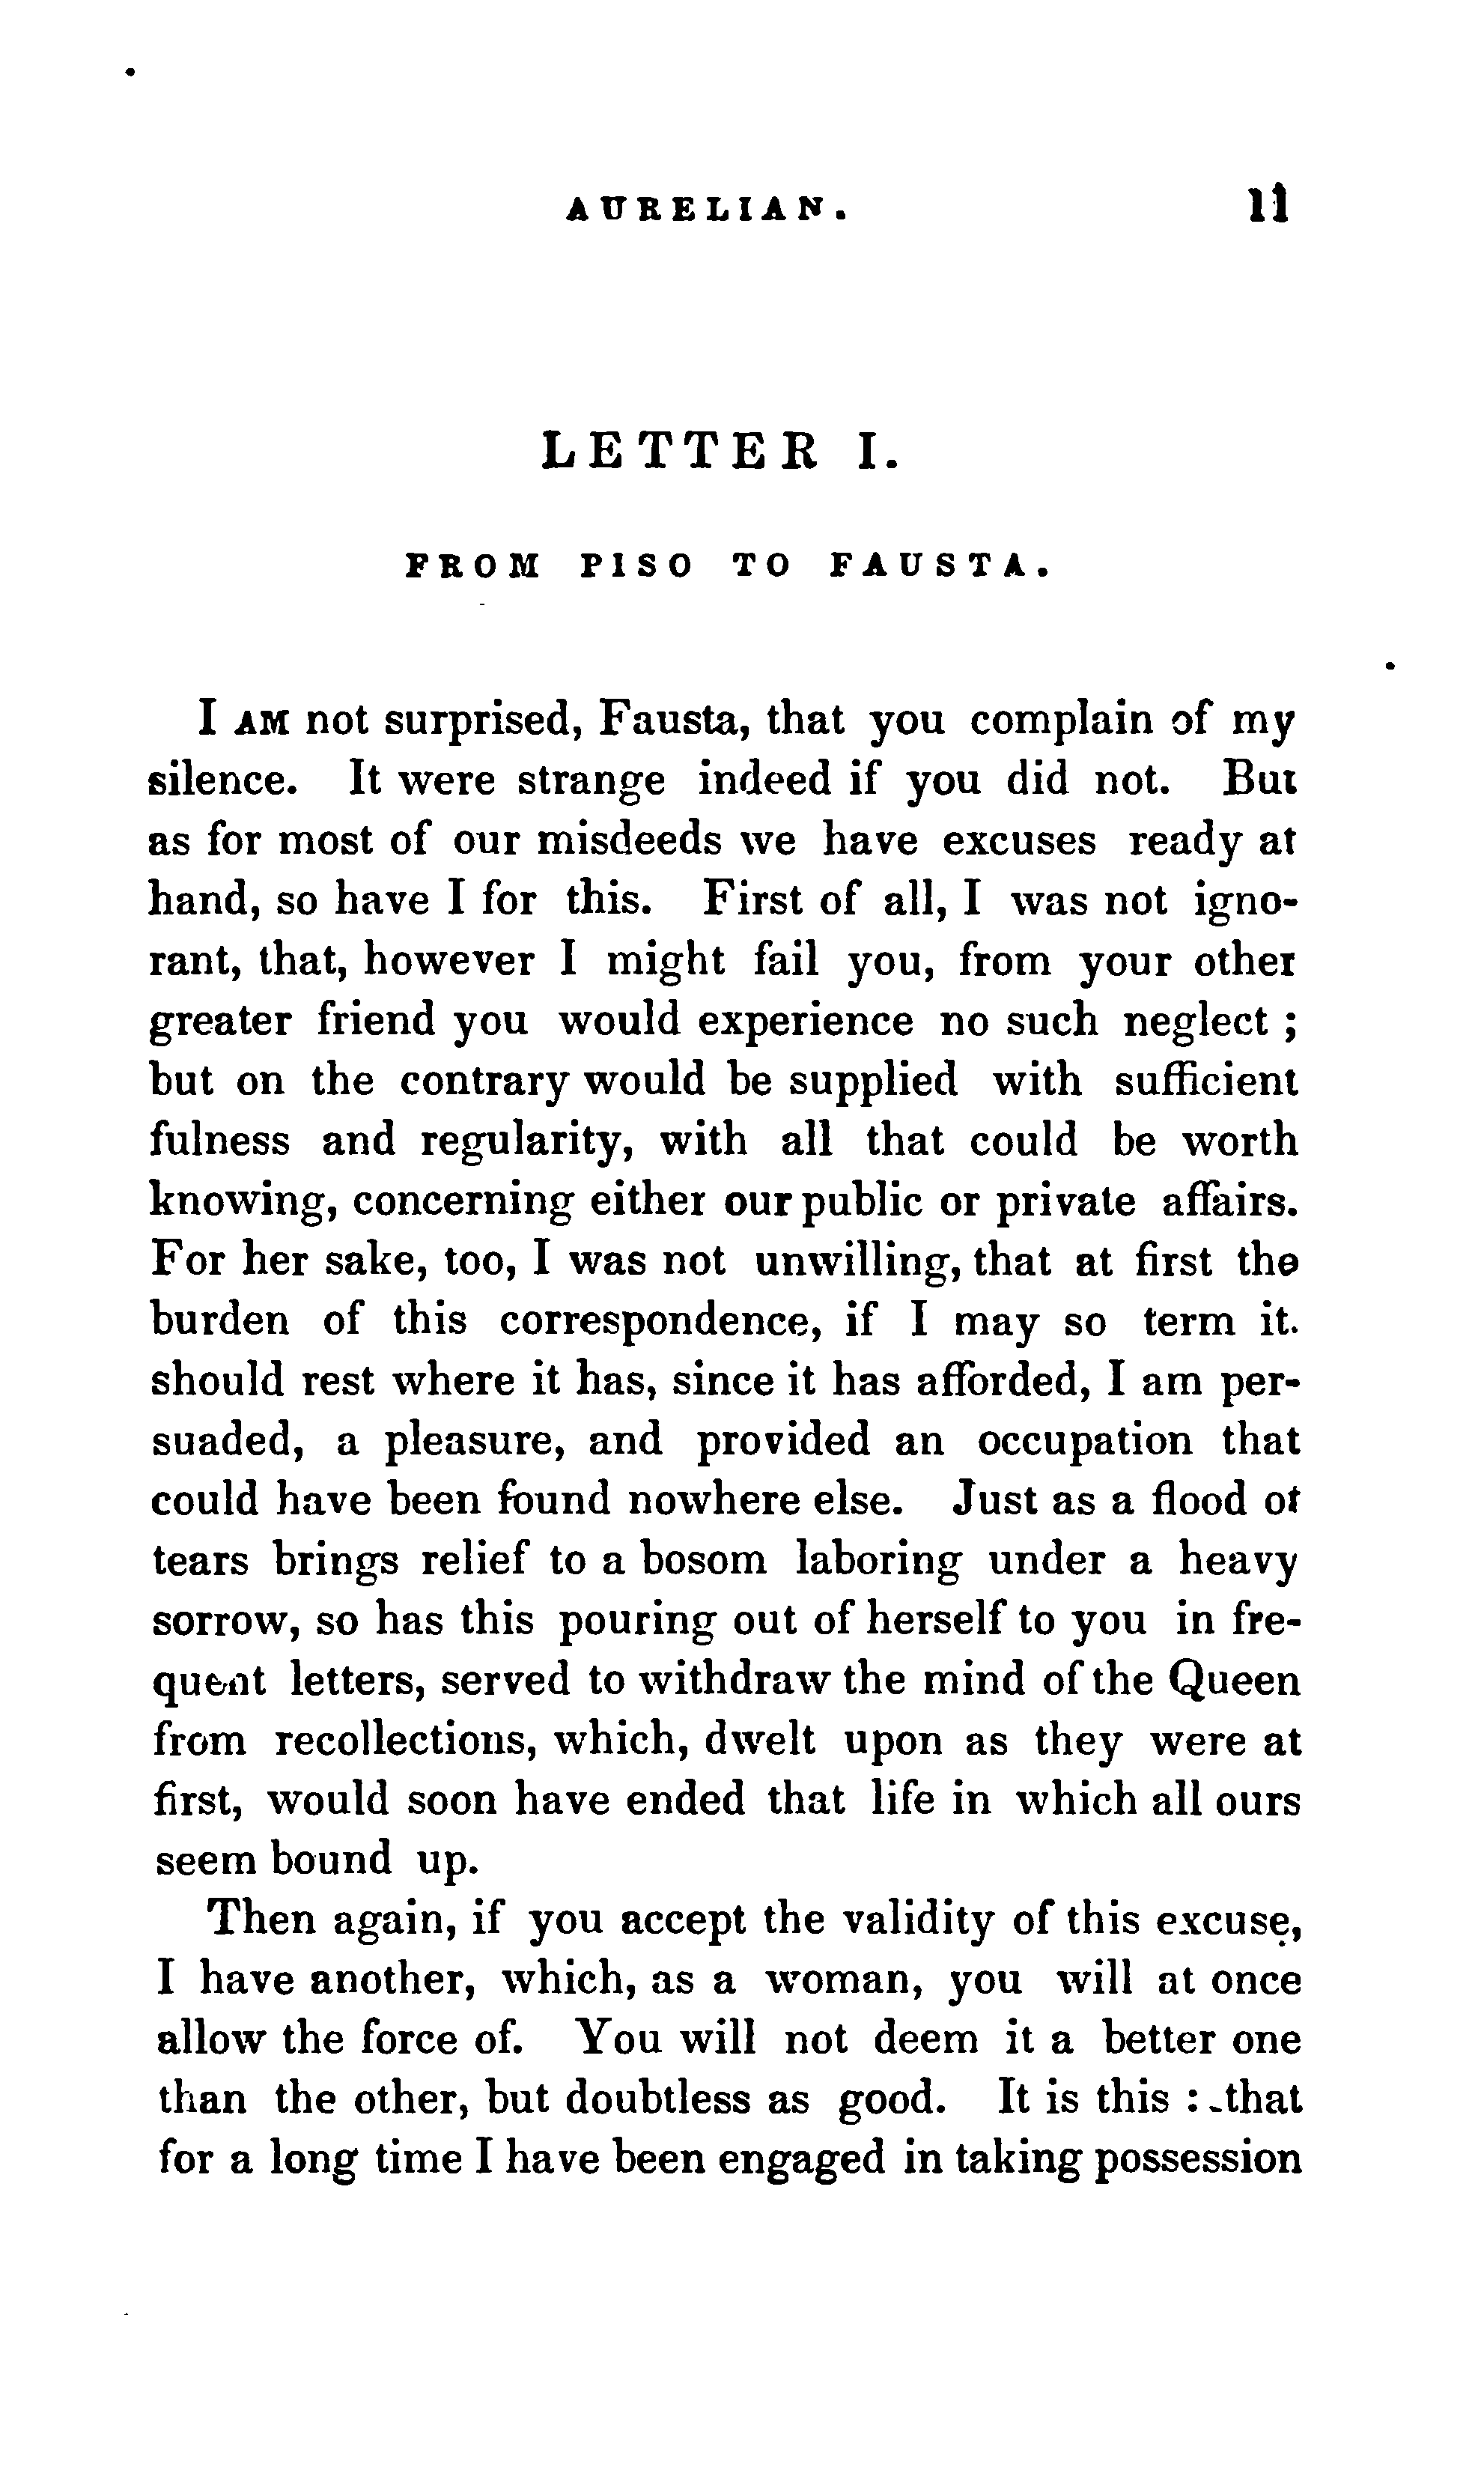 AURELIAN. 11
LETTER I.
FROM PISO TO FAUSTA.
I AM not surprised, Fausta, that you complain of my
silence. It were strange indeed if you did not. But
as for most of our misdeeds we have excuses ready at
hand, so have I for this. First of all, I was not igno-
rant, that, however I might fail you, from your other
greater friend you would experience no such neglect ;
but on the contrary would be supplied with sufficient
fulness and regularity, with all that could be worth
knowing, concerning either our public or private affairs.
For her sake, too, I was not unwilling, that at first the
burden of this correspondence, if I may so term it.
should rest where it has, since it has afforded, I am per-
suaded, a pleasure, and provided an occupation that
could have been found nowhere else. Just as a flood of
tears brings relief to a bosom laboring under a heavy
sorrow, so has this pouring out of herself to you in fre-
quent letters, served to withdraw the mind of the Queen
from recollections, which, dwelt upon as they were at
first, would soon have ended that life in which all ours
seem bound up.
Then again, if you accept the validity of this excuse,
I have another, which, as a woman, you will at once
allow the force of. You will not deem it a better one
than the other, but doubtless as good. It is this : that
for a long time I have been engaged in taking possession